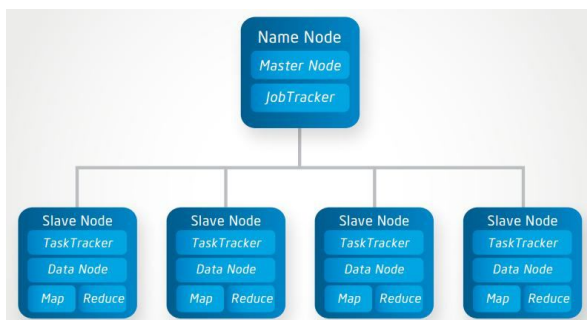 Name Node
Master Node
JobTracker
Slave Node
TaskTracker
Data Node
Map Reduce
Slave Node
TaskTracker
Data Node
Map Reduce
Slave Node
TaskTracker
Data Node
Map Reduce
Slave Node
TaskTracker
Data Node
Map Reduce